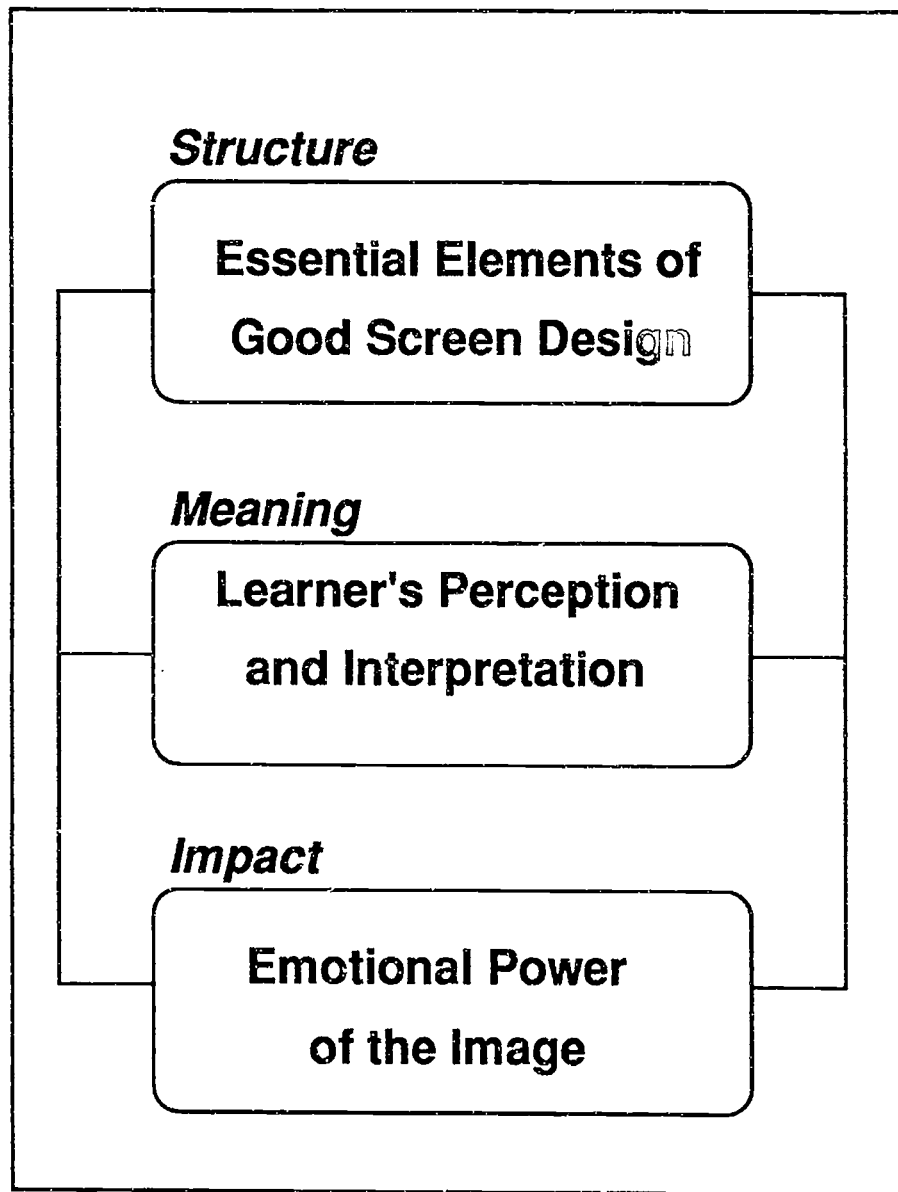 Structure
Essential Elements of
Good Screen Design
Meaning
Learner's Perception
and Interpretation
Impact
Emotional Power
of the Image